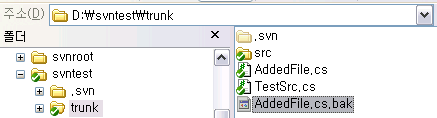 주소(D) D:\svntest\trunk
폴더
svnroot
svntest
.svn
trunk
.svn
src
AddedFile.cs
TestSrc.cs
AddedFile.cs.bak